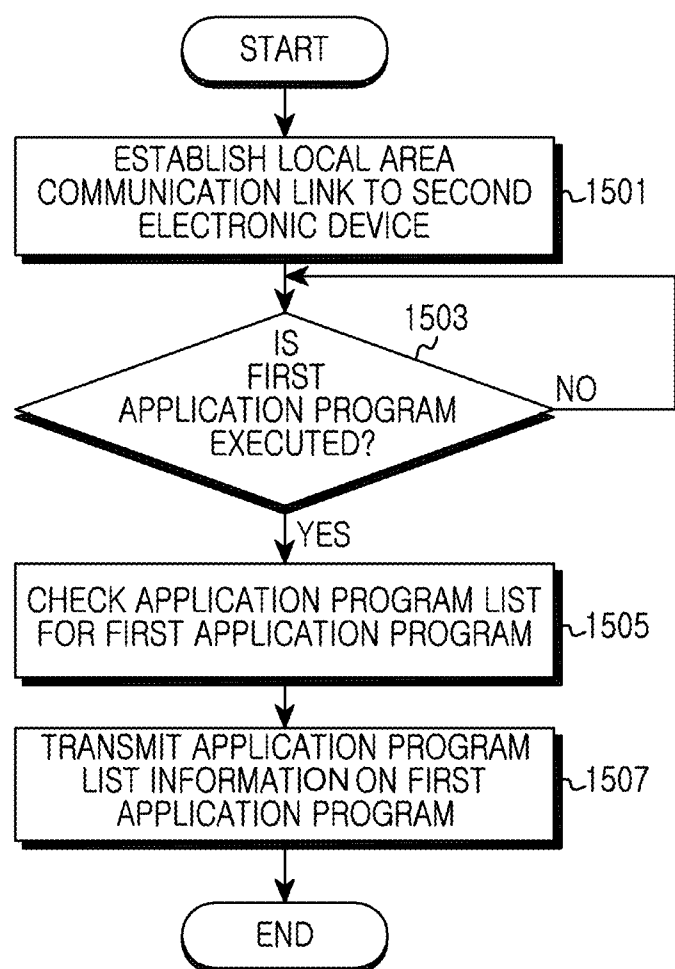 START
ESTABLISH LOCAL AREA
COMMUNICATION LINK TO SECOND
ELECTRONIC DEVICE
1501
1503
IS
FIRST
APPLICATION PROGRAM
EXECUTED?
NO
YES
CHECK APPLICATION PROGRAM LIST
FOR FIRST APPLICATION PROGRAM
1505
TRANSMIT APPLICATION PROGRAM
LIST INFORMATION ON FIRST
APPLICATION PROGRAM
1507
END